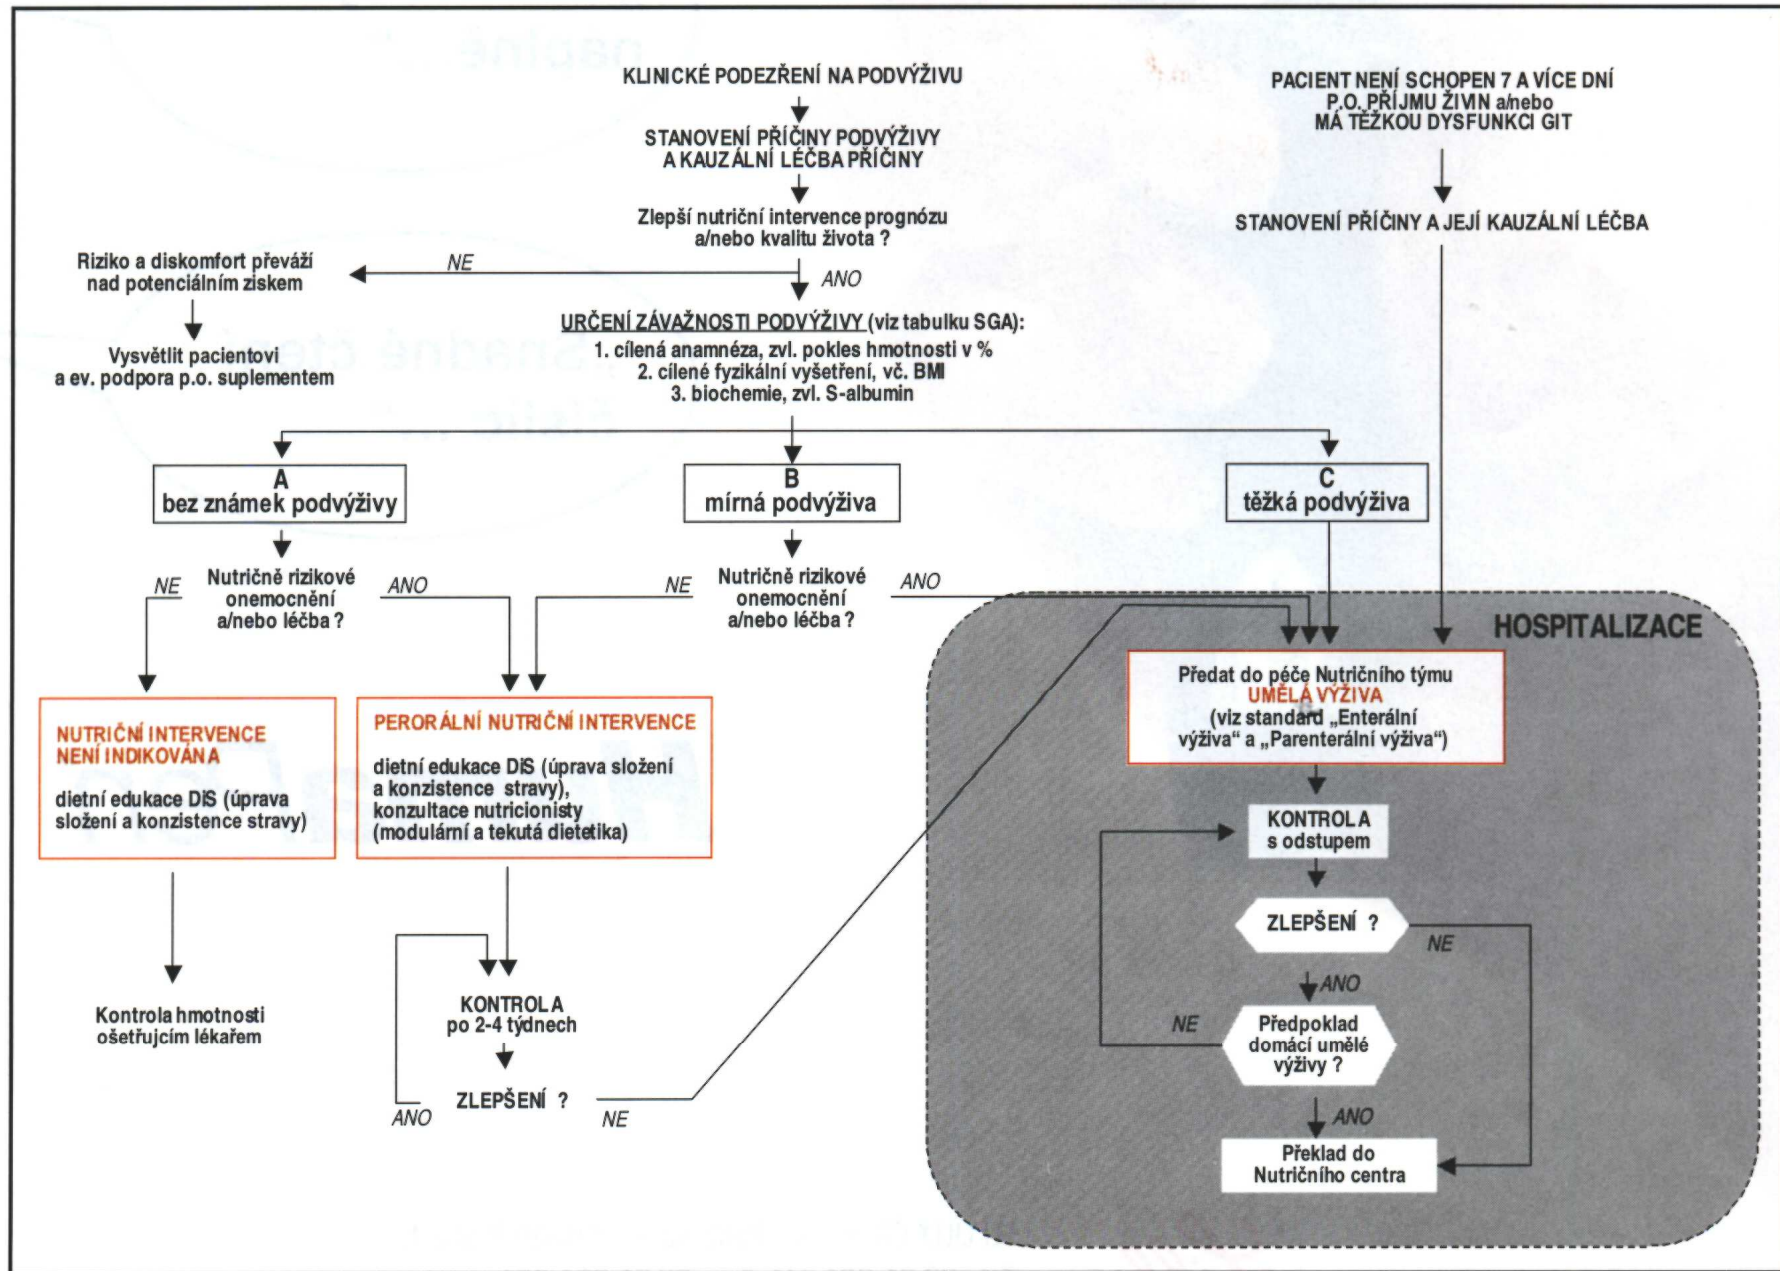 KLINICKÉ PODEZŘENÍ NA PODVÝŽIVU
STANOVENÍ PŘÍČINY PODVÝŽIVY
A KAUZÁLNÍ LÉČBA PŘÍČINY
Zlepší nutriční intervence prognózu
a/nebo kvalitu života ?
PACIENT NENÍ SCHOPEN 7 A VÍCE DNÍ
P.O. PŘÍJMU ŽIVIN a/nebo
MÁ TĚŽKOU DYSFUNKCI GIT
STANOVENÍ PŘÍČINY A JEJÍ KAUZÁLNÍ LÉČBA
NE
ANO
Riziko a diskomfort převáží
nad potenciálním ziskem
Vysvětlit pacientovi
a ev. podpora p.o. suplementem
URČENÍ ZÁVAŽNOSTI PODVÝŽIVY (viz tabulku SGA):
1. cílená anamnéza, zvl. pokles hmotnosti v %
2. cílené fyzikální vyšetření, vč. BMI
3. biochemie, zvl. S-albumin
A
bez známek podvýživy
B
mírná podvýživa
C
těžká podvýživa
NE
Nutričně rizikové
onemocnění
a/nebo léčba ?
ANO
NE
Nutričně rizikové
onemocnění
a/nebo léčba ?
ANO
HOSPITALIZACE
NUTRIČNÍ INTERVENCE
NENÍ INDIKOVÁNA
dietní edukace DiS (úprava
složení a konzistence stravy)
PERORÁLNÍ NUTRIČNÍ INTERVENCE
dietní edukace DiS (úprava složení
a konzistence stravy),
konzultace nutricionisty
(modulární a tekutá dietetika)
Předat do péče Nutričního týmu
UMĚLÁ VÝŽIVA
(viz standard „Enterální
výživa“ a „Parenterální výživa“)
Kontrola hmotnosti
ošetřujcím lékařem
KONTROLA
po 2-4 týdnech
ZLEPŠENÍ ?
ANO
NE
KONTROLA
s odstupem
ZLEPŠENÍ ?
NE
ANO
Předpoklad
domácí umělé
výživy ?
NE
ANO
Překlad do
Nutričního centra
naplně
Snadné čtení